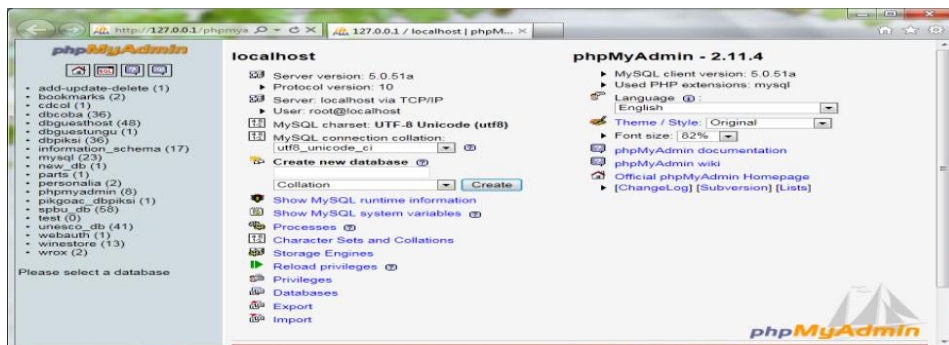 http://127.0.0.1/phpmya
127.0.0.1 / localhost | phpM...
phpMyAdmin
SQL
add-update-delete (1)
bookmarks (2)
cdcol (1)
dbcoba (36)
dbguesthost (48)
dbguestungu (1)
dbpiksi (36)
information_schema (17)
mysql (23)
new_db (1)
parts (1)
personalia (2)
phpmyadmin (8)
pikgoac_dbpiksi (1)
spbu_db (58)
test (0)
unesco_db (41)
webauth (1)
winestore (13)
wrox (2)
Please select a database
localhost
Server version: 5.0.51a
Protocol version: 10
Server: localhost via TCP/IP
User: root@localhost
MySQL charset: UTF-8 Unicode (utf8)
MySQL connection collation:
utf8_unicode_ci
Create new database
Collation
Create
Show MySQL runtime information
Show MySQL system variables
Processes
Character Sets and Collations
Storage Engines
Reload privileges
Privileges
Databases
Export
Import
phpMyAdmin - 2.11.4
MySQL client version: 5.0.51a
Used PHP extensions: mysql
Language :
English
Theme / Style: Original
Font size: 82%
phpMyAdmin documentation
phpMyAdmin wiki
Official phpMyAdmin Homepage
[ChangeLog] [Subversion] [Lists]
phpMyAdmin